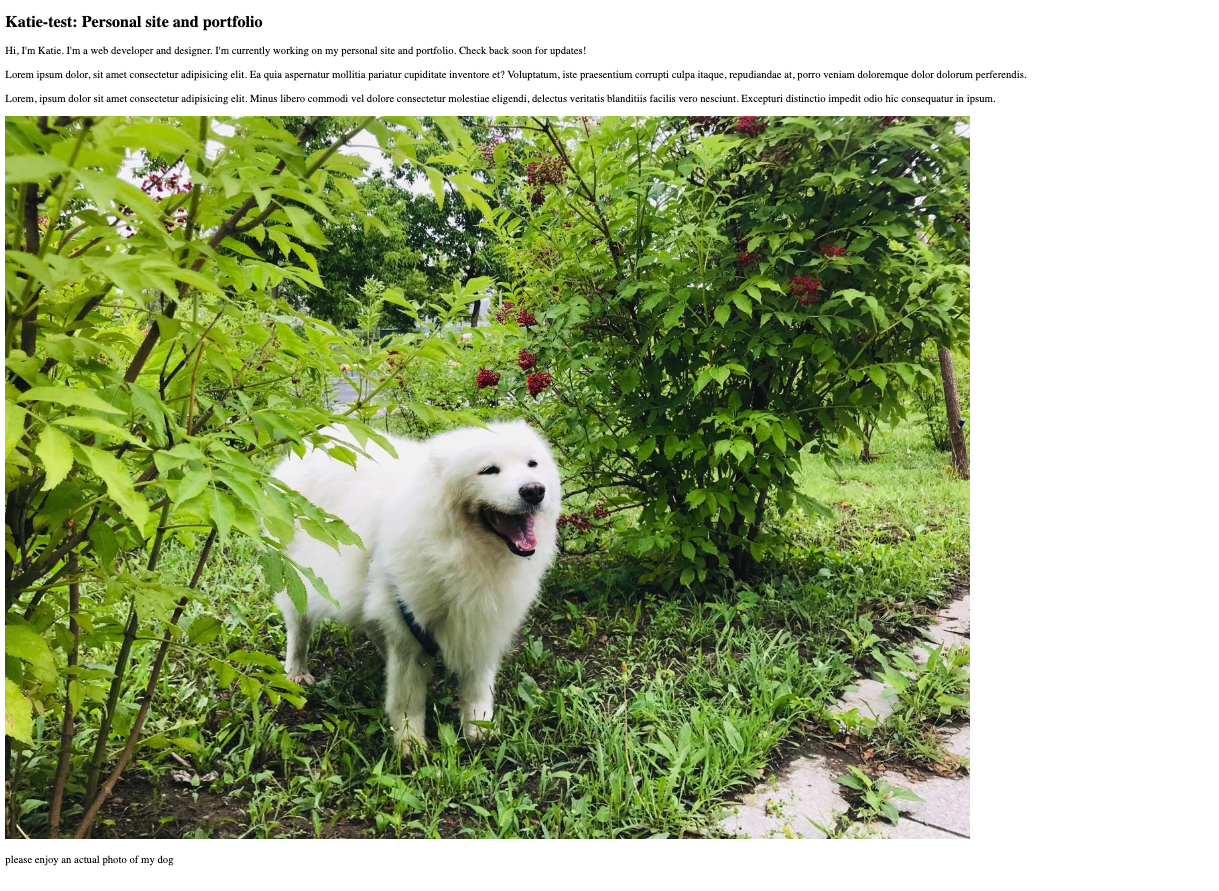 Katie-test: Personal site and portfolio
Hi, I'm Katie. I'm a web developer and designer. I'm currently working on my personal site and portfolio. Check back soon for updates!
Lorem ipsum dolor, sit amet consectetur adipisicing elit. Ea quia aspernatur mollitia pariatur cupiditate inventore et? Voluptatum, iste praesentium corrupti culpa itaque, repudiandae at, porro veniam doloremque dolor dolorum perferendis.
Lorem, ipsum dolor sit amet consectetur adipisicing elit. Minus libero commodi vel dolore consectetur molestiae eligendi, delectus veritatis blanditiis facilis vero nesciunt. Excepturi distinctio impedit odio hic consequatur in ipsum.
please enjoy an actual photo of my dog